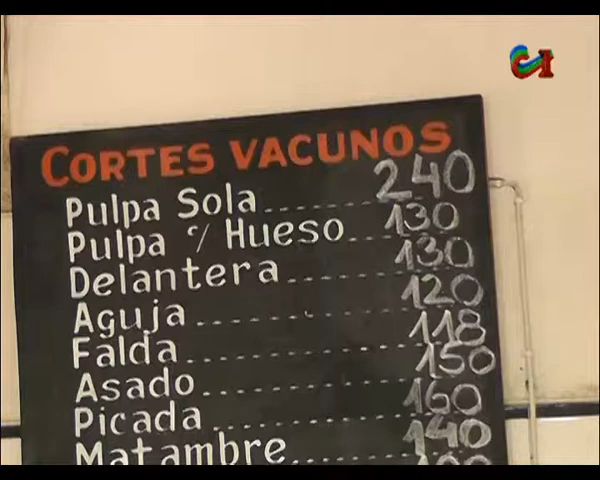 CORTES VACUNOS
Pulpa Sola 240
Pulpa c/ Hueso 130
Delantera 130
Aguja 120
Falda 118
Asado 150
Picada 160
Matambre 140